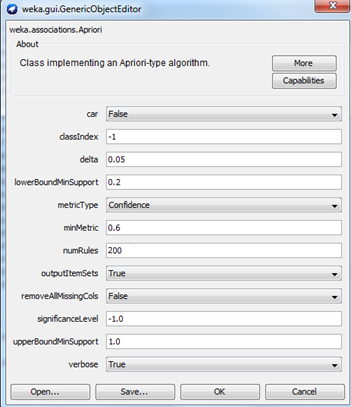 weka.gui.GenericObjectEditor
weka.associations.Apriori
About
Class implementing an Apriori-type algorithm.
More
Capabilities
car False
classIndex -1
delta 0.05
lowerBoundMinSupport 0.2
metricType Confidence
minMetric 0.6
numRules 200
outputItemSets True
removeAllMissingCols False
significanceLevel -1.0
upperBoundMinSupport 1.0
verbose True
Open... Save... OK Cancel